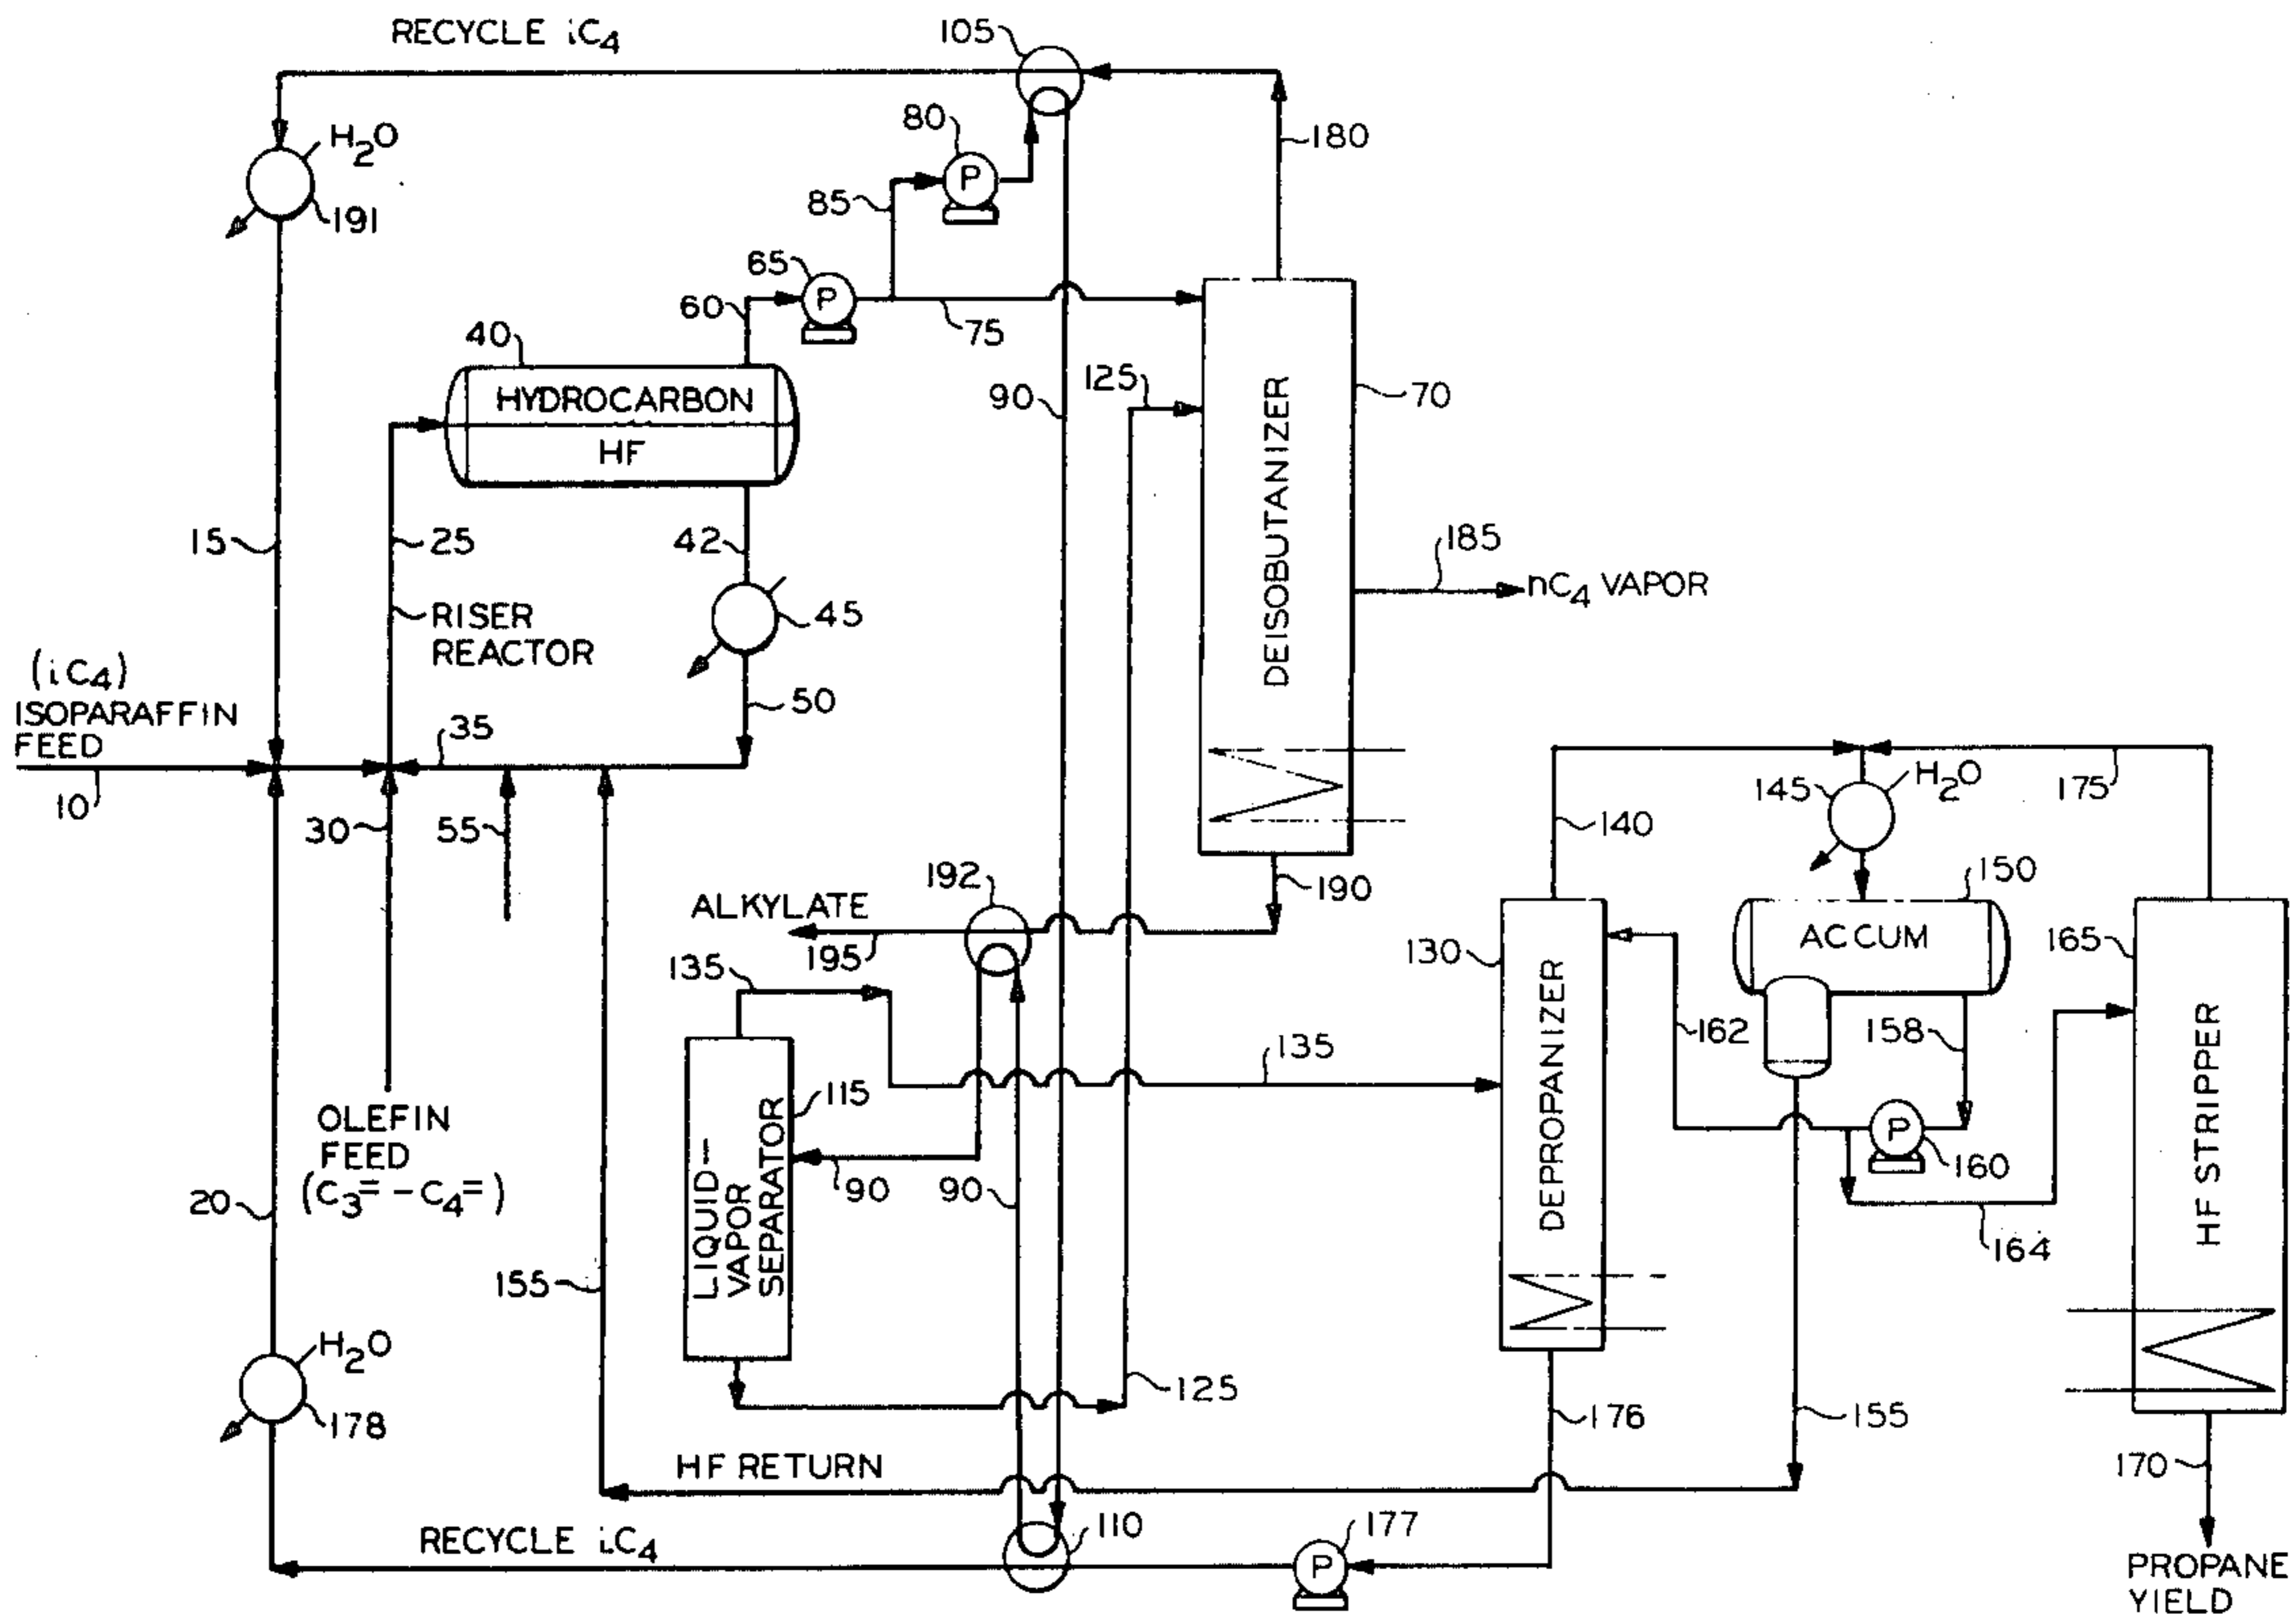 RECYCLE iC4
105
80
P
180
H2O
191
85
65
P
60
75
40
HYDROCARBON
HF
125
90
70
DEISOBUTANIZER
15
25
42
185
nC4 VAPOR
RISER
REACTOR
45
(iC4)
ISOPARAFFIN
FEED
35
50
10
30
55
140
145
H2O
175
192
190
150
ALKYLATE
195
ACCUM
135
130
DEPROPANIZER
165
HF STRIPPER
162
158
135
115
LIQUID-
VAPOR
SEPARATOR
OLEFIN
FEED
(C3= -C4=)
20
90
90
P
160
164
155
H2O
178
125
176
155
HF RETURN
170
RECYCLE iC4
110
177
P
PROPANE
YIELD